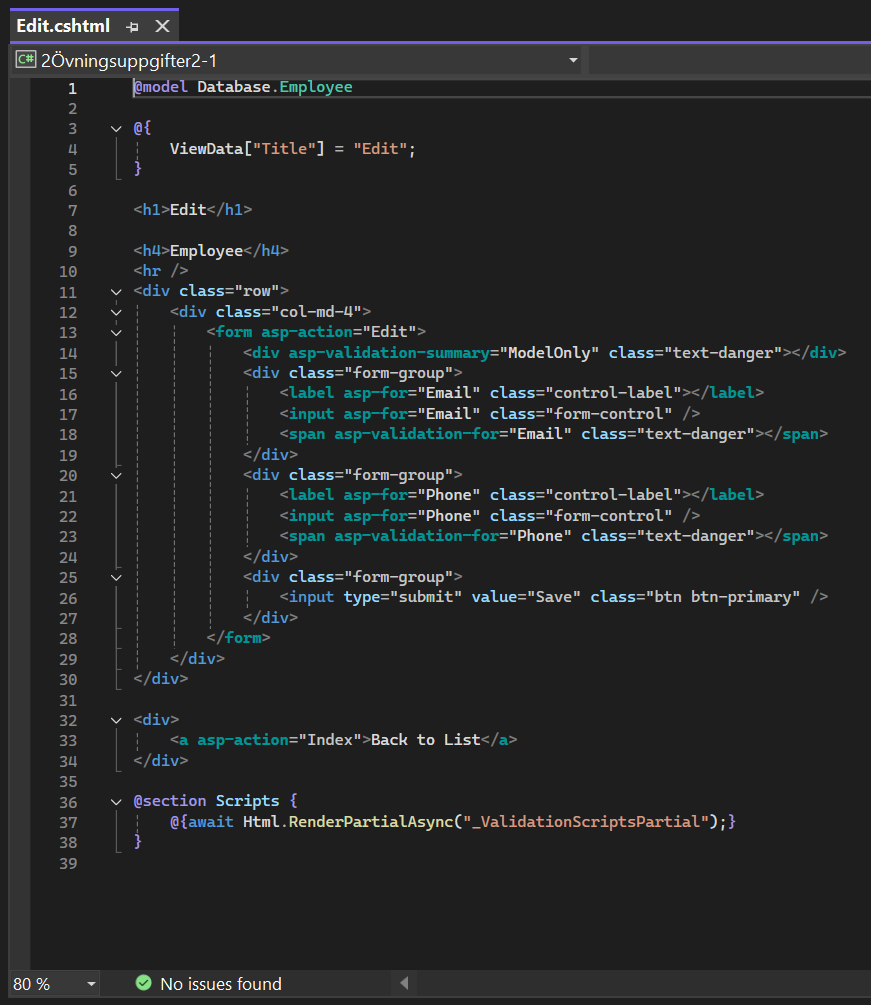 Edit.cshtml
C# 2Övningsuppgifter2-1
1 @model Database.Employee
2
3 @{
4     ViewData["Title"] = "Edit";
5 }
6
7 <h1>Edit</h1>
8
9 <h4>Employee</h4>
10 <hr />
11 <div class="row">
12     <div class="col-md-4">
13         <form asp-action="Edit">
14             <div asp-validation-summary="ModelOnly" class="text-danger"></div>
15             <div class="form-group">
16                 <label asp-for="Email" class="control-label"></label>
17                 <input asp-for="Email" class="form-control" />
18                 <span asp-validation-for="Email" class="text-danger"></span>
19             </div>
20             <div class="form-group">
21                 <label asp-for="Phone" class="control-label"></label>
22                 <input asp-for="Phone" class="form-control" />
23                 <span asp-validation-for="Phone" class="text-danger"></span>
24             </div>
25             <div class="form-group">
26                 <input type="submit" value="Save" class="btn btn-primary" />
27             </div>
28         </form>
29     </div>
30 </div>
31
32 <div>
33     <a asp-action="Index">Back to List</a>
34 </div>
35
36 @section Scripts {
37     @{await Html.RenderPartialAsync("_ValidationScriptsPartial");}
38 }
39
80 % No issues found